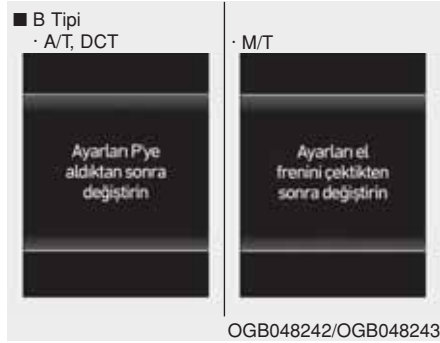 ■ B Tipi
· A/T, DCT
Ayarları P'ye
aldıktan sonra
değiştirin
· M/T
Ayarları el
frenini çektikten
sonra değiştirin
OGB048242/OGB048243